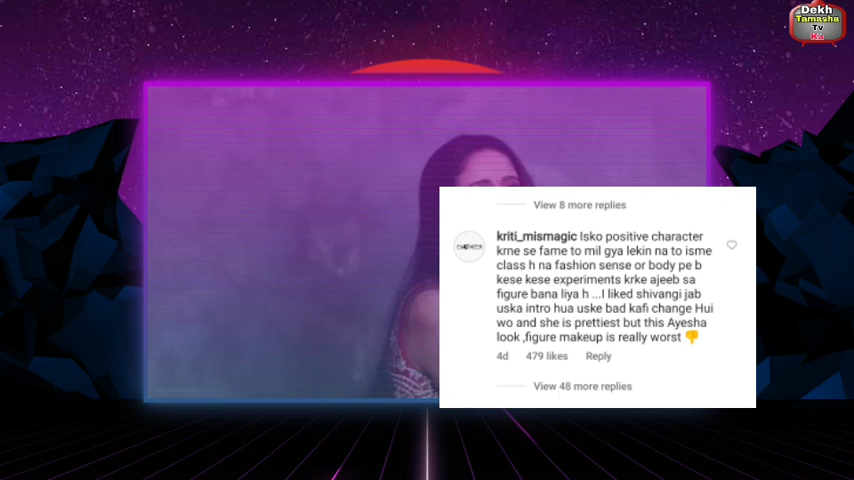 Dekh
Tamasha
Tv
Ka
View 8 more replies
kriti_mismagic Isko positive character
krne se fame to mil gya lekin na to isme
class h na fashion sense or body pe b
kese kese experiments krke ajeeb sa
figure bana liya h ...I liked shivangi jab
uska intro hua uske bad kafi change Hui
wo and she is prettiest but this Ayesha
look ,figure makeup is really worst 👎
4d 479 likes Reply
View 48 more replies